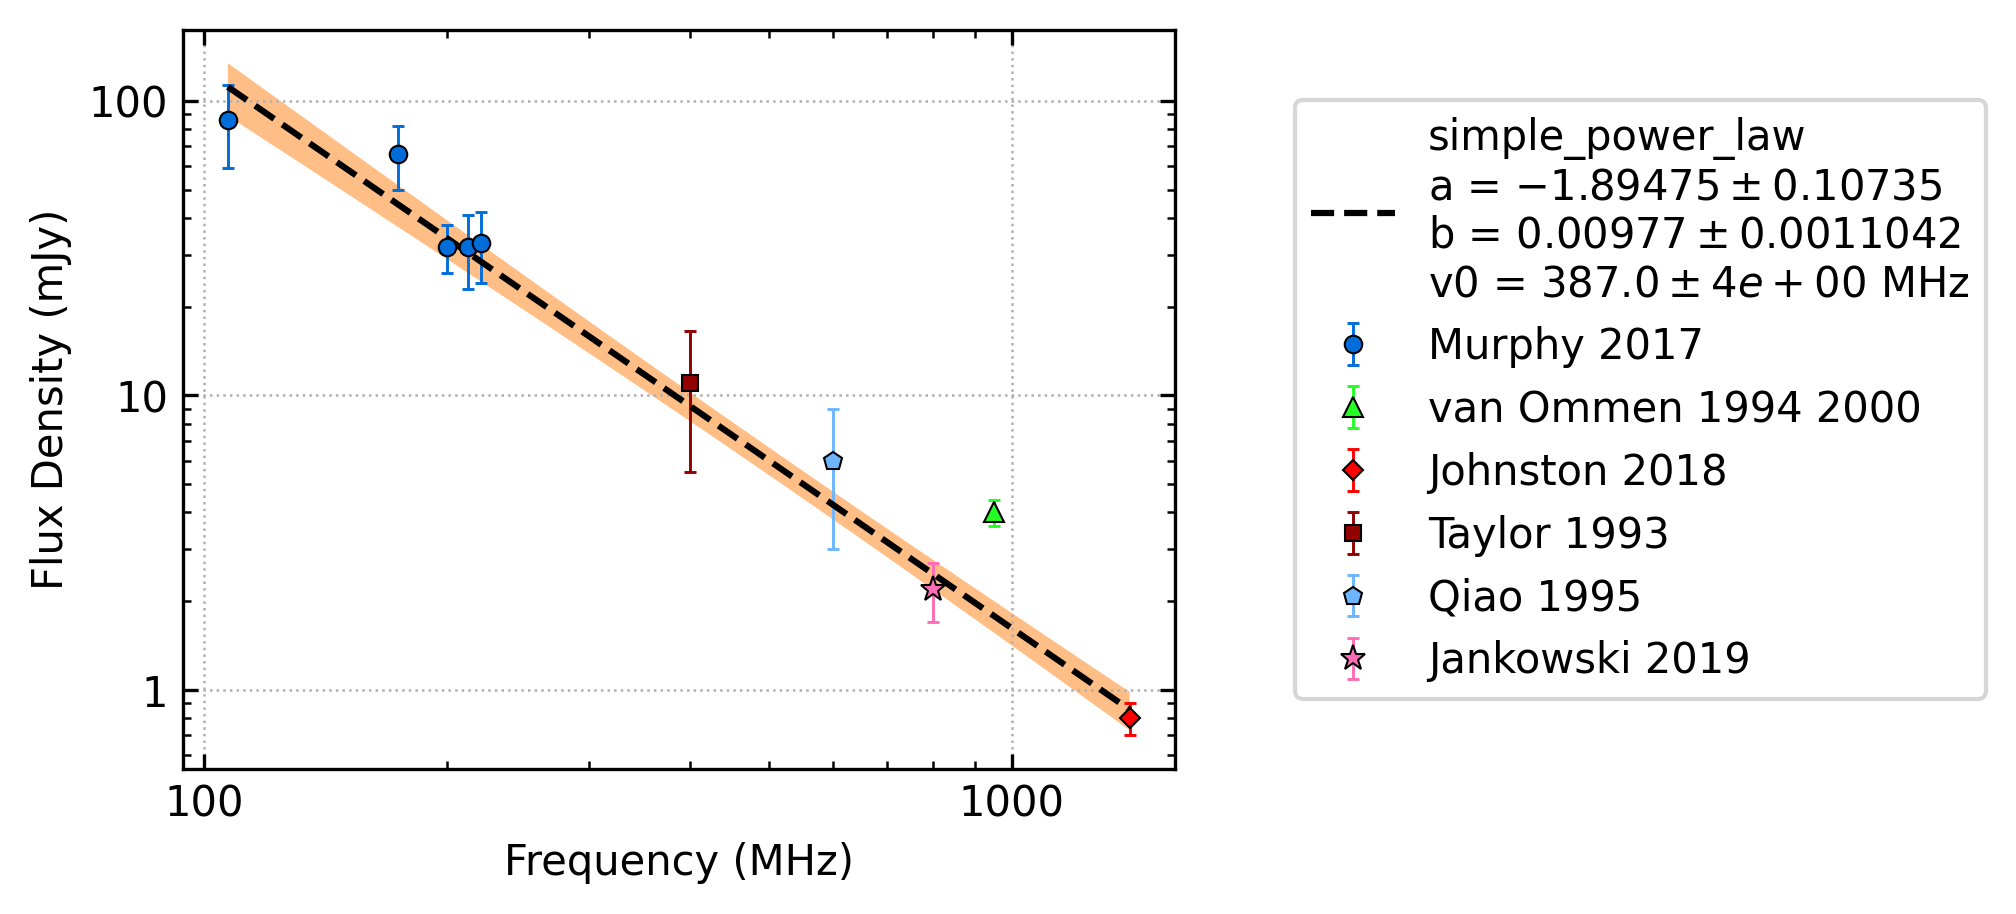 100
10
1
100
1000
Flux Density (mJy)
Frequency (MHz)
simple_power_law
a = −1.89475 ± 0.10735
b = 0.00977 ± 0.0011042
v0 = 387.0 ± 4e + 00 MHz
Murphy 2017
van Ommen 1994 2000
Johnston 2018
Taylor 1993
Qiao 1995
Jankowski 2019